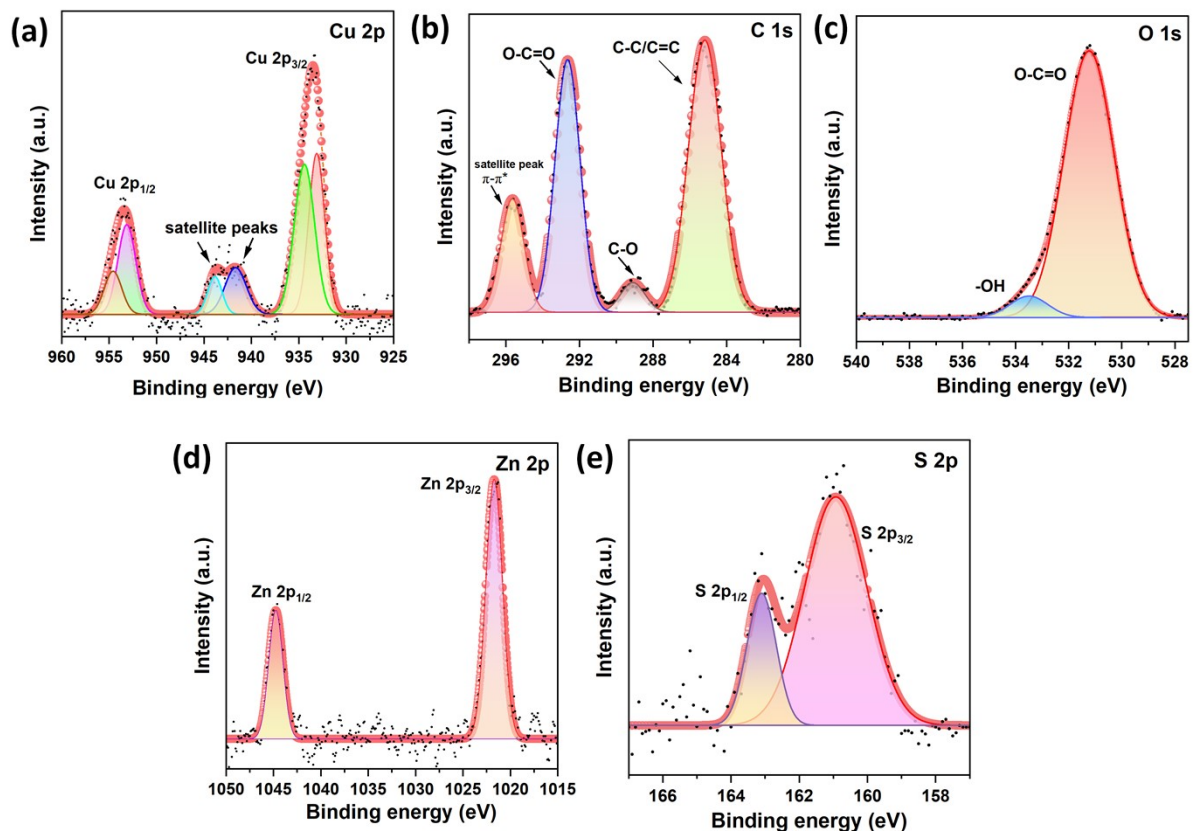 (a)
Cu 2p
Cu 2p3/2
Cu 2p1/2
satellite peaks
Intensity (a.u.)
960 955 950 945 940 935 930 925
Binding energy (eV)
(b)
C 1s
O-C=O
C-C/C=C
satellite peak
π-π*
C-O
Intensity (a.u.)
296 292 288 284 280
Binding energy (eV)
(c)
O 1s
O-C=O
-OH
Intensity (a.u.)
540 536 534 532 530 528
Binding energy (eV)
(d)
Zn 2p
Zn 2p3/2
Zn 2p1/2
Intensity (a.u.)
1050 1045 1040 1035 1030 1025 1020 1015
Binding energy (eV)
(e)
S 2p
S 2p3/2
S 2p1/2
Intensity (a.u.)
166 164 162 160 158
Binding energy (eV)